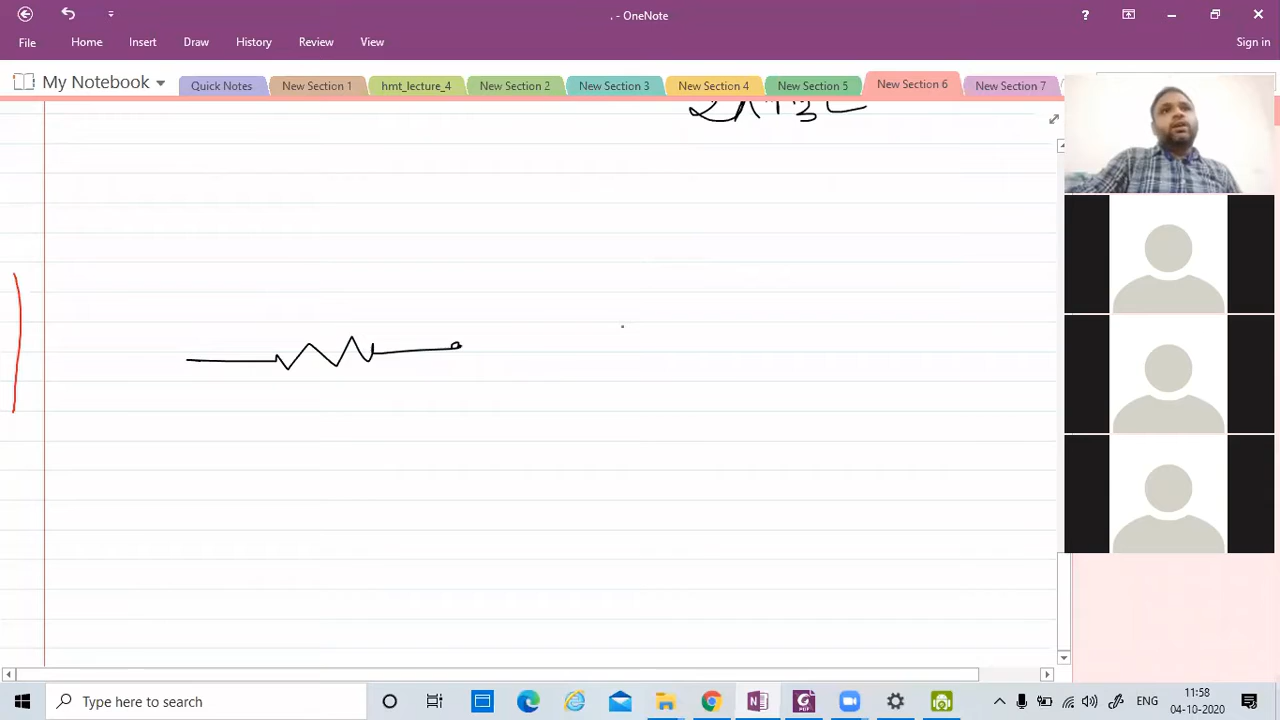 . - OneNote
?
File Home Insert Draw History Review View Sign in
My Notebook Quick Notes New Section 1 hmt_lecture_4 New Section 2 New Section 3 New Section 4 New Section 5 New Section 6 New Section 7
Type here to search
ENG
11:58
04-10-2020